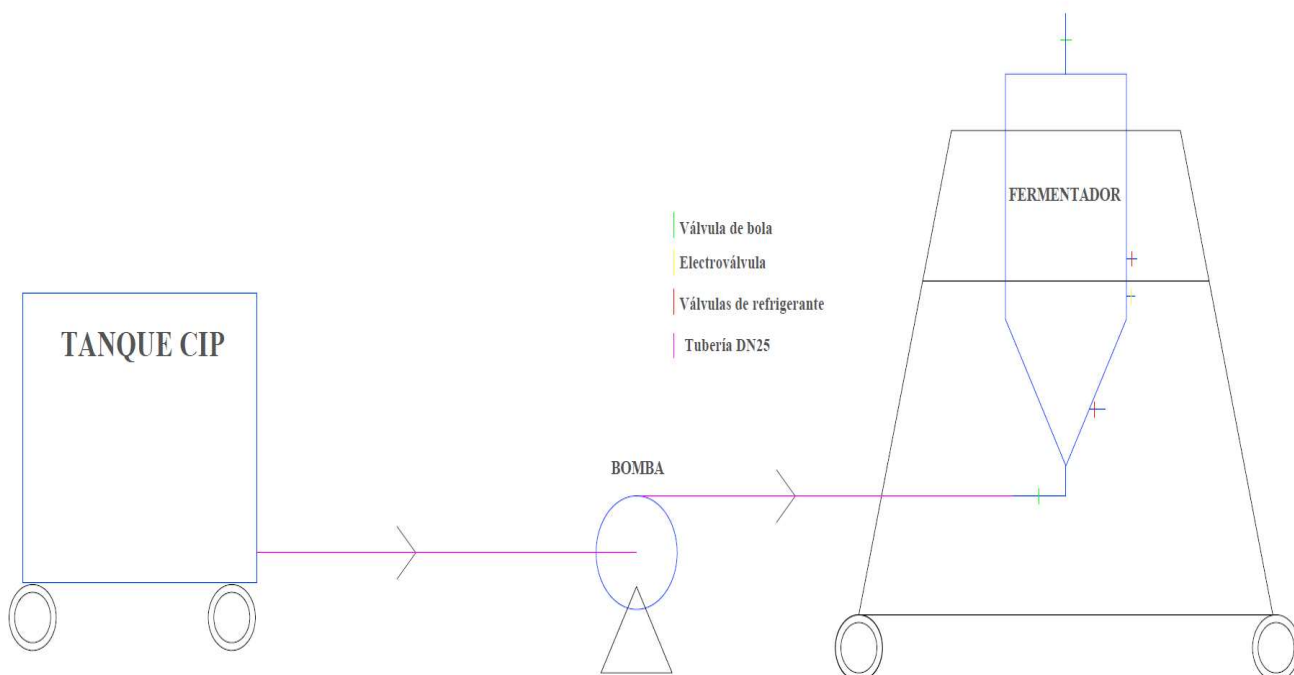 TANQUE CIP
BOMBA
Válvula de bola
Electroválvula
Válvulas de refrigerante
Tubería DN25
FERMENTADOR